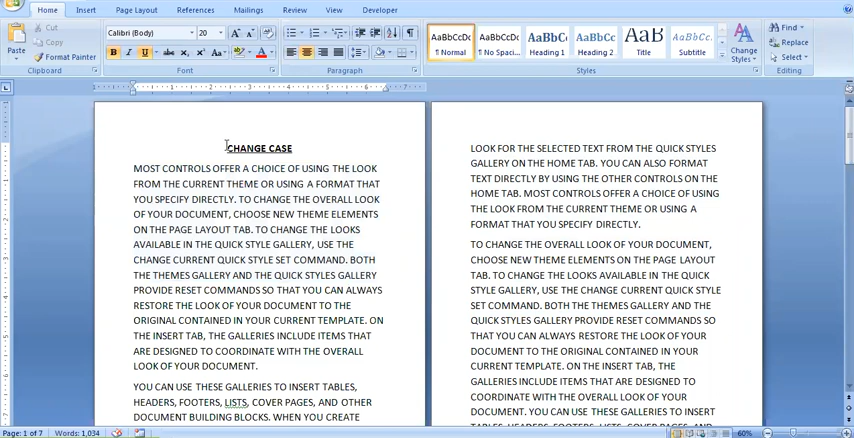 Home Insert Page Layout References Mailings Review View Developer
Cut
Copy
Format Painter
Paste
Clipboard
Calibri (Body) 20
B I U abc x₂ x² Aa
Font
Paragraph
AaBbCcDc AaBbCcDc AaBbC AaBbCc AaB AaBbCc.
¶ Normal ¶ No Spaci... Heading 1 Heading 2 Title Subtitle
Change Styles
Styles
Find
Replace
Select
Editing
CHANGE CASE
MOST CONTROLS OFFER A CHOICE OF USING THE LOOK
FROM THE CURRENT THEME OR USING A FORMAT THAT
YOU SPECIFY DIRECTLY. TO CHANGE THE OVERALL LOOK
OF YOUR DOCUMENT, CHOOSE NEW THEME ELEMENTS
ON THE PAGE LAYOUT TAB. TO CHANGE THE LOOKS
AVAILABLE IN THE QUICK STYLE GALLERY, USE THE
CHANGE CURRENT QUICK STYLE SET COMMAND. BOTH
THE THEMES GALLERY AND THE QUICK STYLES GALLERY
PROVIDE RESET COMMANDS SO THAT YOU CAN ALWAYS
RESTORE THE LOOK OF YOUR DOCUMENT TO THE
ORIGINAL CONTAINED IN YOUR CURRENT TEMPLATE. ON
THE INSERT TAB, THE GALLERIES INCLUDE ITEMS THAT
ARE DESIGNED TO COORDINATE WITH THE OVERALL
LOOK OF YOUR DOCUMENT.
YOU CAN USE THESE GALLERIES TO INSERT TABLES,
HEADERS, FOOTERS, LISTS, COVER PAGES, AND OTHER
DOCUMENT BUILDING BLOCKS. WHEN YOU CREATE
LOOK FOR THE SELECTED TEXT FROM THE QUICK STYLES
GALLERY ON THE HOME TAB. YOU CAN ALSO FORMAT
TEXT DIRECTLY BY USING THE OTHER CONTROLS ON THE
HOME TAB. MOST CONTROLS OFFER A CHOICE OF USING
THE LOOK FROM THE CURRENT THEME OR USING A
FORMAT THAT YOU SPECIFY DIRECTLY.
TO CHANGE THE OVERALL LOOK OF YOUR DOCUMENT,
CHOOSE NEW THEME ELEMENTS ON THE PAGE LAYOUT
TAB. TO CHANGE THE LOOKS AVAILABLE IN THE QUICK
STYLE GALLERY, USE THE CHANGE CURRENT QUICK STYLE
SET COMMAND. BOTH THE THEMES GALLERY AND THE
QUICK STYLES GALLERY PROVIDE RESET COMMANDS SO
THAT YOU CAN ALWAYS RESTORE THE LOOK OF YOUR
DOCUMENT TO THE ORIGINAL CONTAINED IN YOUR
CURRENT TEMPLATE. ON THE INSERT TAB, THE
GALLERIES INCLUDE ITEMS THAT ARE DESIGNED TO
COORDINATE WITH THE OVERALL LOOK OF YOUR
DOCUMENT. YOU CAN USE THESE GALLERIES TO INSERT
TABLES, HEADERS, FOOTERS, LISTS, COVER PAGES, AND
Page: 1 of 7 Words: 1,034 60%